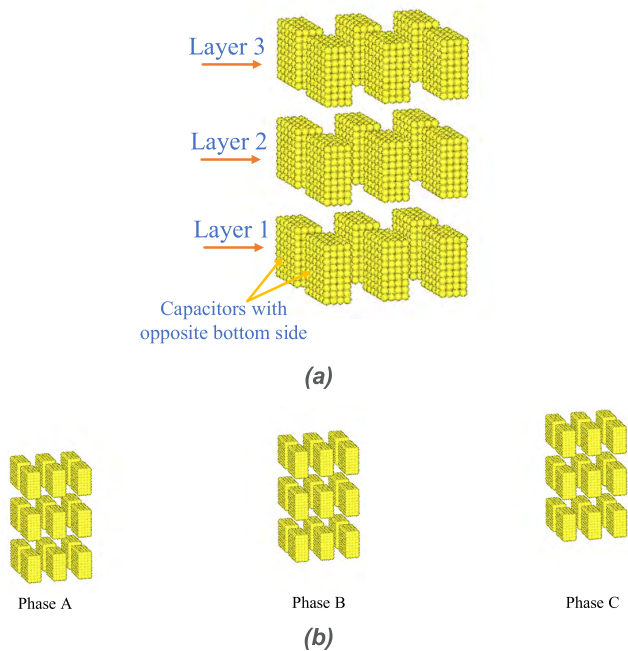 Layer 3
Layer 2
Layer 1
Capacitors with
opposite bottom side
(a)
Phase A
Phase B
Phase C
(b)